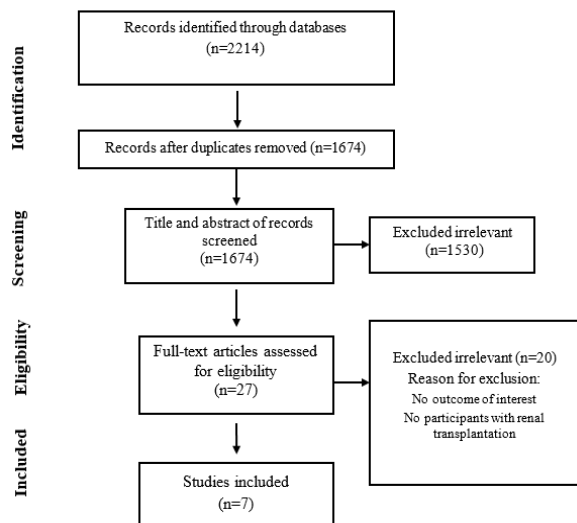 Identification
Records identified through databases
(n=2214)
Records after duplicates removed (n=1674)
Screening
Title and abstract of records
screened
(n=1674)
Excluded irrelevant
(n=1530)
Eligibility
Full-text articles assessed
for eligibility
(n=27)
Excluded irrelevant (n=20)
Reason for exclusion:
No outcome of interest
No participants with renal
transplantation
Included
Studies included
(n=7)